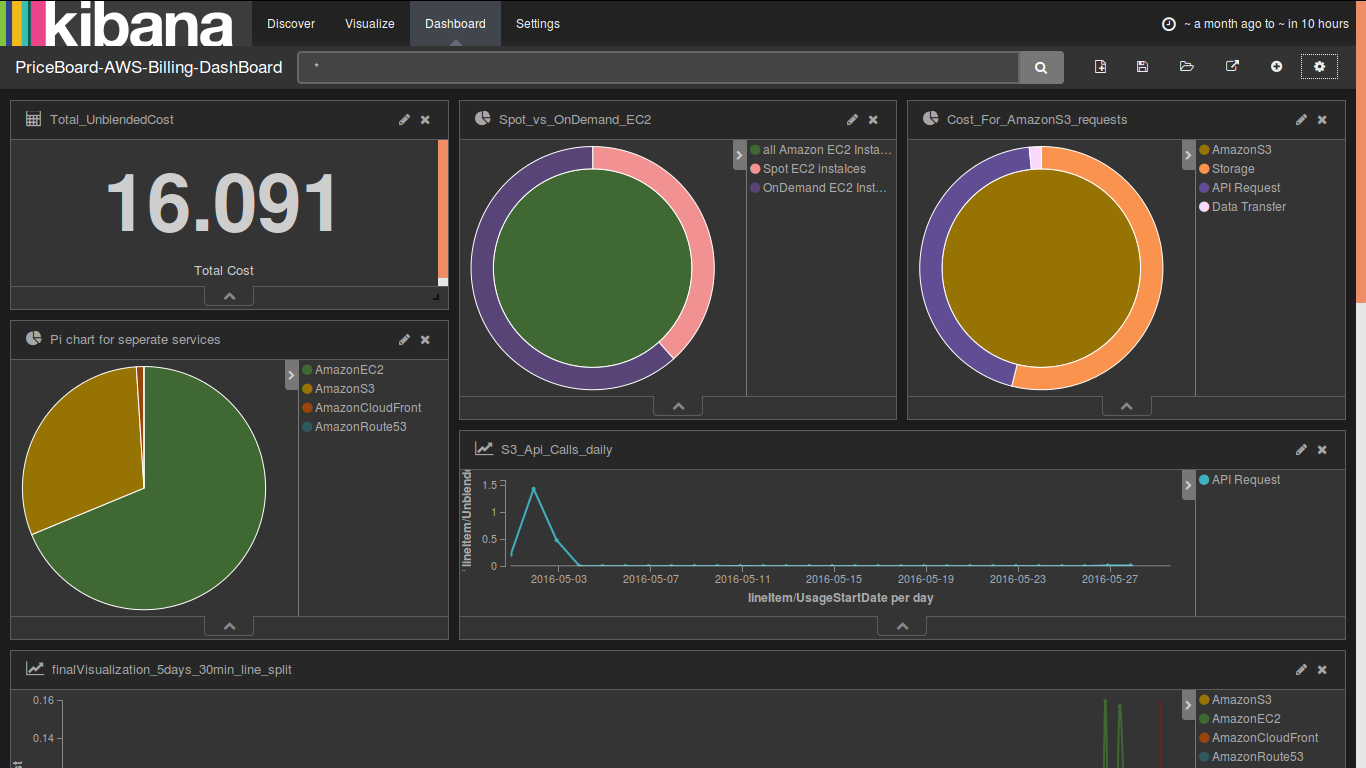 kibana
Discover Visualize Dashboard Settings
~ a month ago to ~ in 10 hours
PriceBoard-AWS-Billing-DashBoard
*
Total_UnblendedCost
16.091
Total Cost
Spot_vs_OnDemand_EC2
all Amazon EC2 Insta...
Spot EC2 instalces
OnDemand EC2 Inst...
Cost_For_AmazonS3_requests
AmazonS3
Storage
API Request
Data Transfer
Pi chart for seperate services
AmazonEC2
AmazonS3
AmazonCloudFront
AmazonRoute53
S3_Api_Calls_daily
lineItem/Unblend
1.5
1
0.5
0
2016-05-03 2016-05-07 2016-05-11 2016-05-15 2016-05-19 2016-05-23 2016-05-27
lineItem/UsageStartDate per day
API Request
finalVisualization_5days_30min_line_split
0.16
0.14
AmazonS3
AmazonEC2
AmazonCloudFront
AmazonRoute53